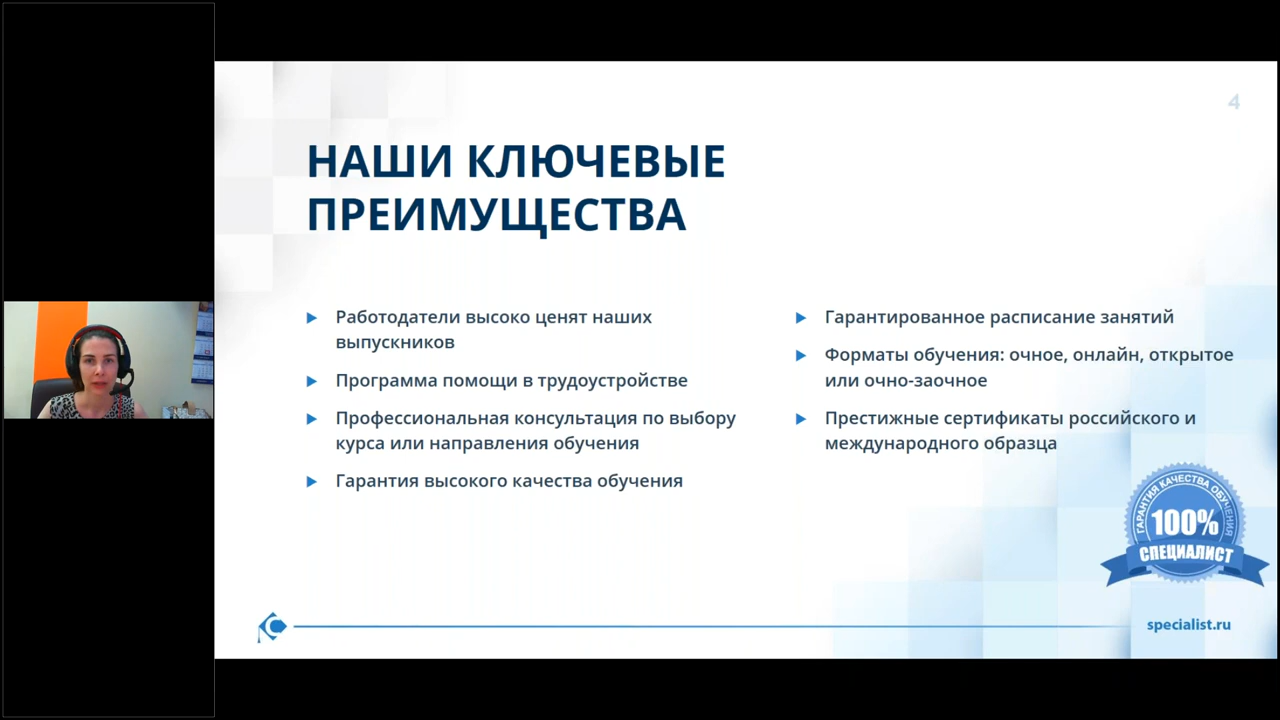 4
НАШИ КЛЮЧЕВЫЕ
ПРЕИМУЩЕСТВА
Работодатели высоко ценят наших
выпускников
Программа помощи в трудоустройстве
Профессиональная консультация по выбору
курса или направления обучения
Гарантия высокого качества обучения
Гарантированное расписание занятий
Форматы обучения: очное, онлайн, открытое
или очно-заочное
Престижные сертификаты российского и
международного образца
ГАРАНТИЯ КАЧЕСТВА ОБУЧЕНИЯ
100%
СПЕЦИАЛИСТ
specialist.ru